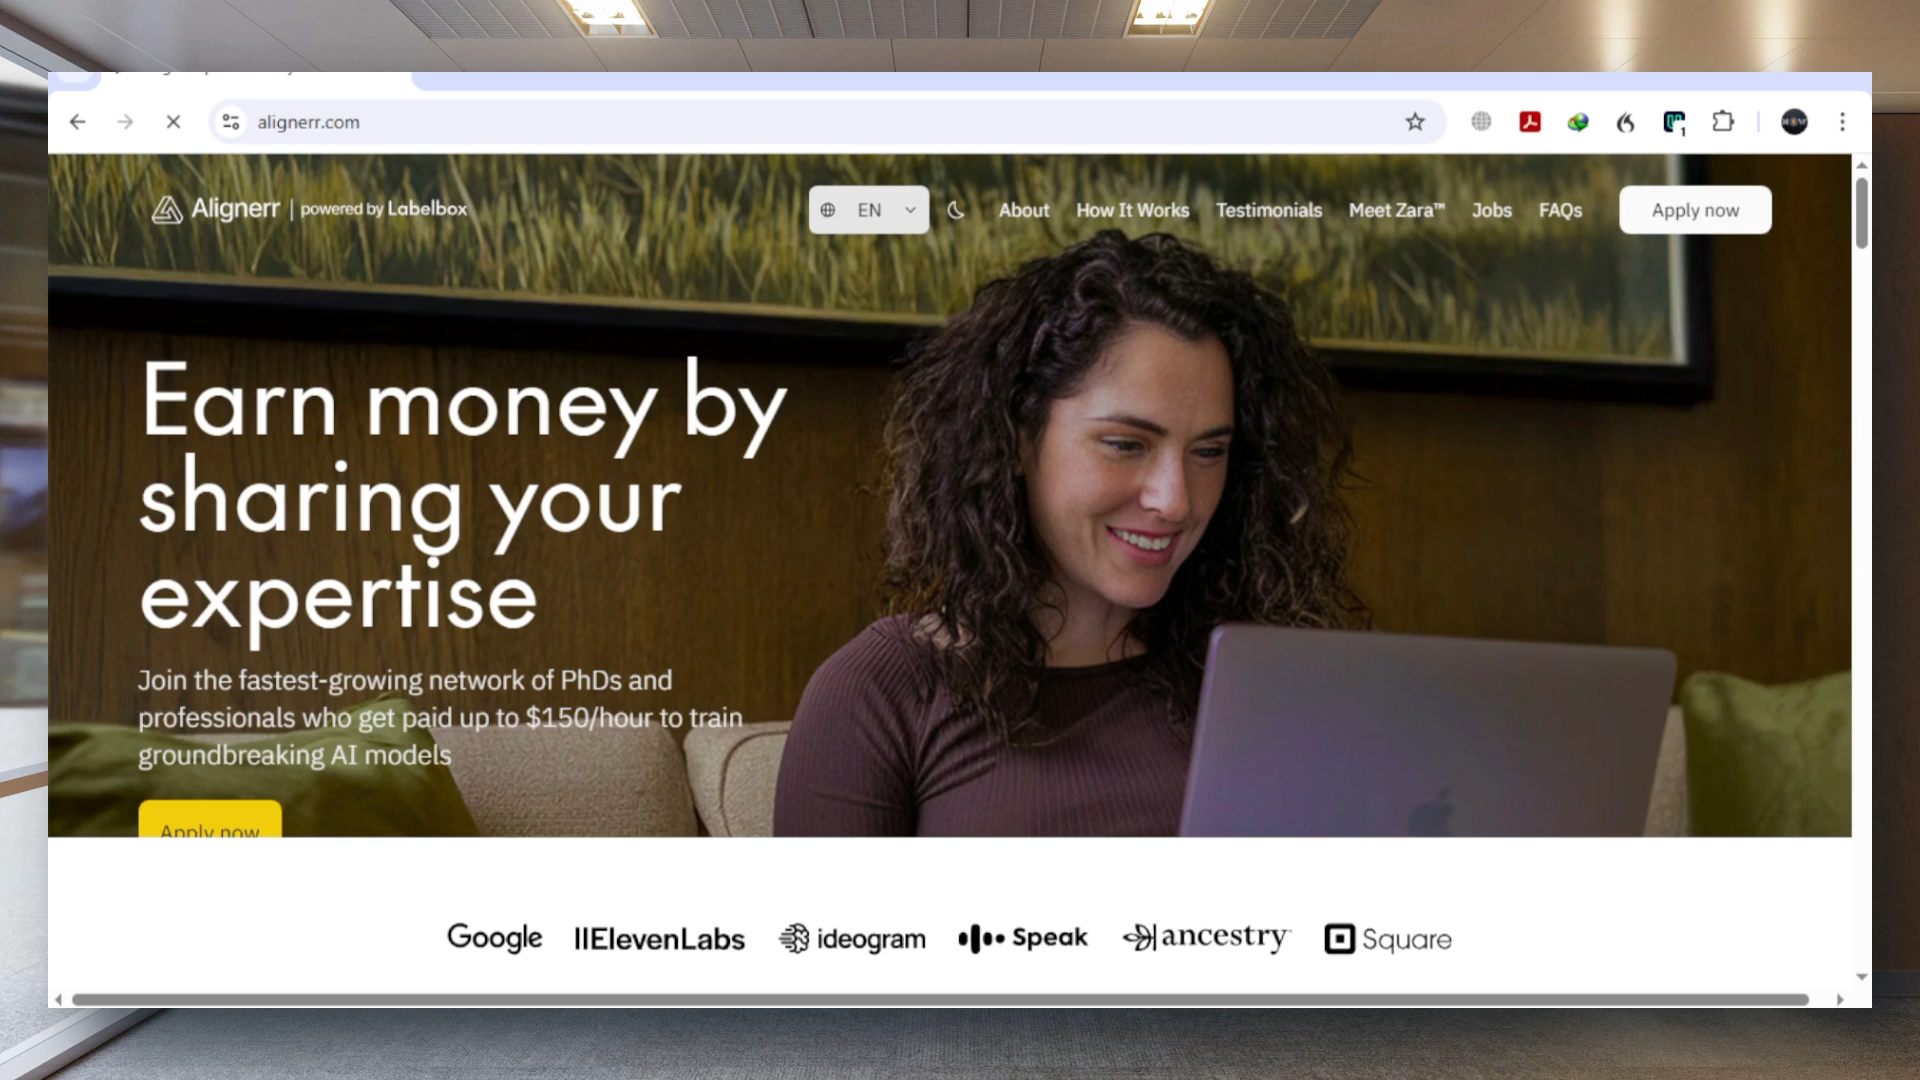 alignerr.com
Alignerr | powered by Labelbox
EN
About
How It Works
Testimonials
Meet Zara™
Jobs
FAQs
Apply now
Earn money by
sharing your
expertise
Join the fastest-growing network of PhDs and
professionals who get paid up to $150/hour to train
groundbreaking AI models
Apply now
Google
IIElevenLabs
ideogram
Speak
ancestry
Square